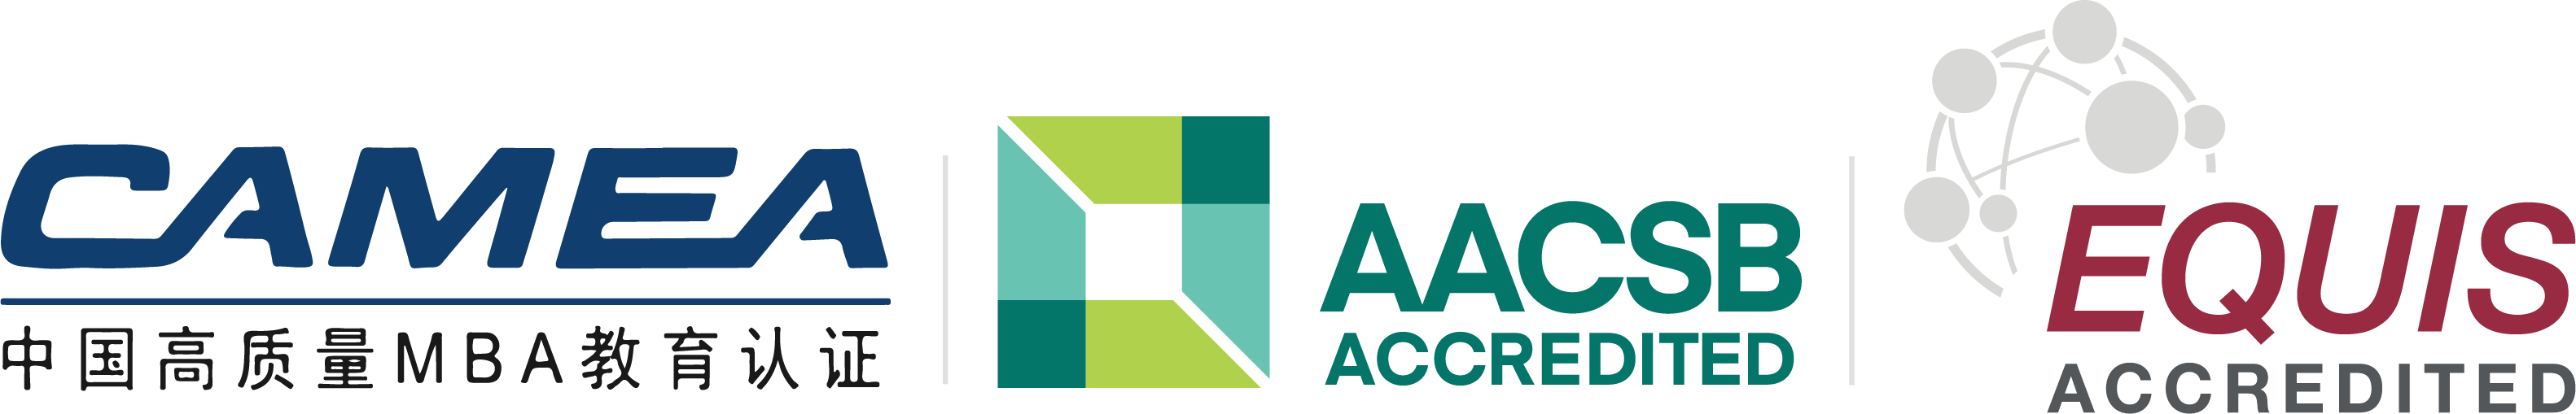 CAMEA
中国高质量MBA教育认证
AACSB
ACCREDITED
EQUIS
ACCREDITED